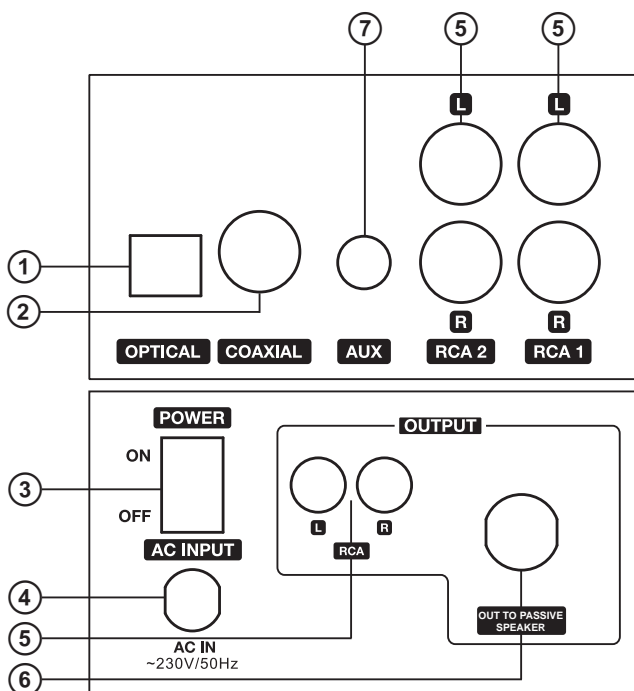 7 5 5
L L
1
2
R R
OPTICAL COAXIAL AUX RCA 2 RCA 1
POWER
OUTPUT
ON
3
OFF
L R
AC INPUT
RCA
4
OUT TO PASSIVE
SPEAKER
5
AC IN
~230V/50Hz
6